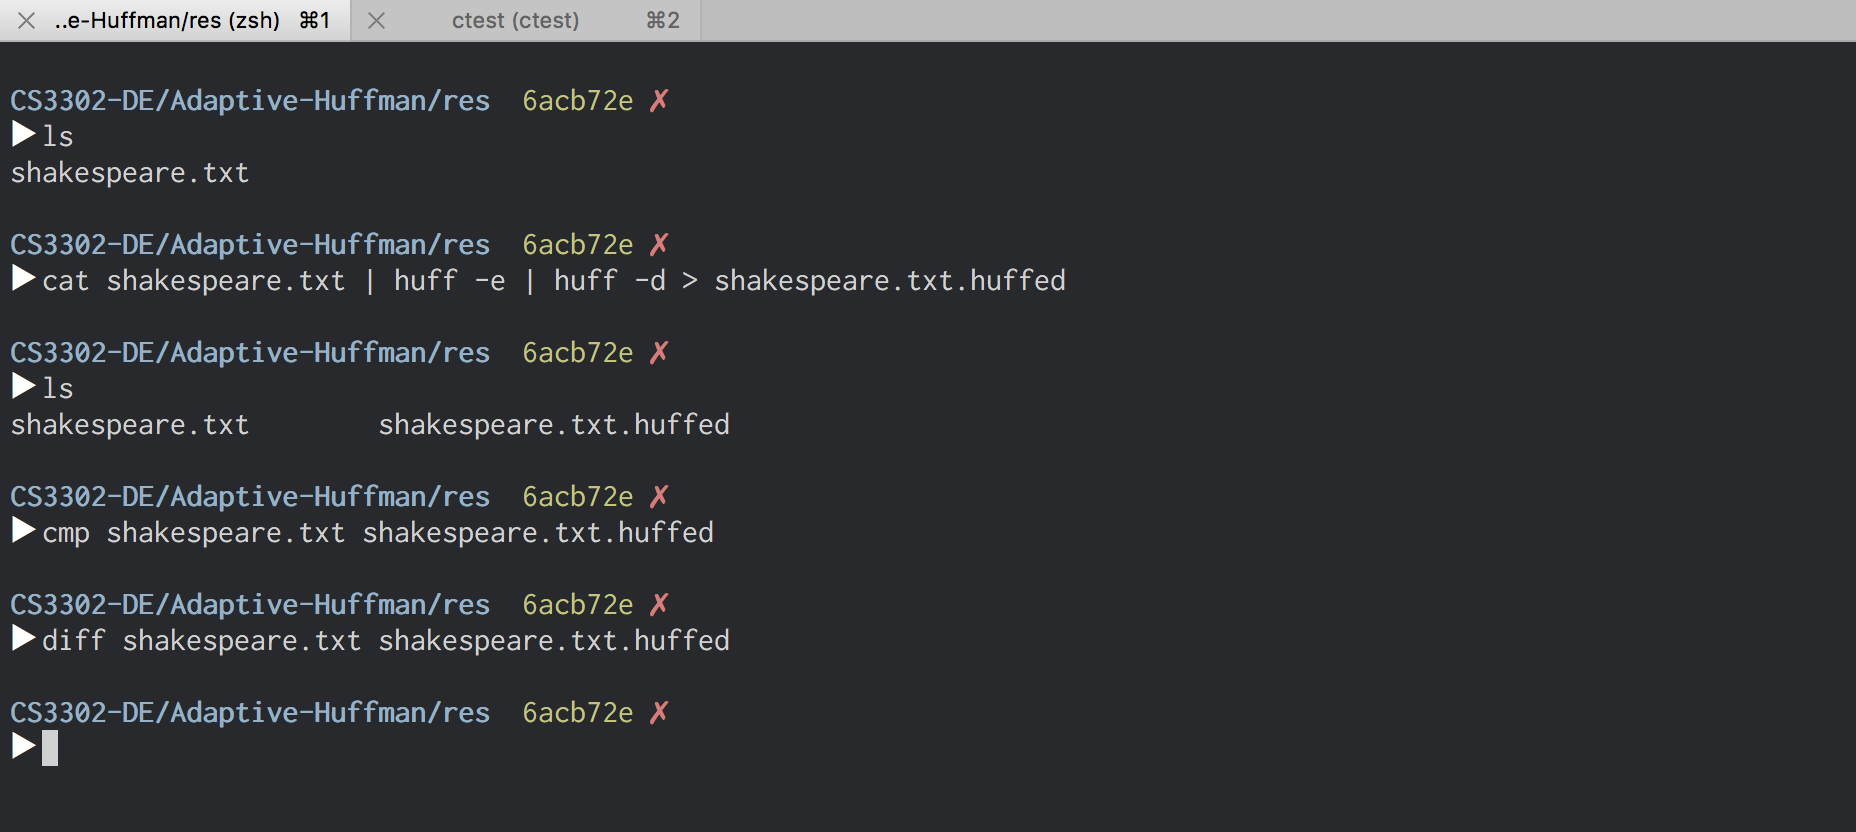 ..e-Huffman/res (zsh) ⌘1 ctest (ctest) ⌘2
CS3302-DE/Adaptive-Huffman/res 6acb72e ✗
▶ls
shakespeare.txt
CS3302-DE/Adaptive-Huffman/res 6acb72e ✗
▶cat shakespeare.txt | huff -e | huff -d > shakespeare.txt.huffed
CS3302-DE/Adaptive-Huffman/res 6acb72e ✗
▶ls
shakespeare.txt shakespeare.txt.huffed
CS3302-DE/Adaptive-Huffman/res 6acb72e ✗
▶cmp shakespeare.txt shakespeare.txt.huffed
CS3302-DE/Adaptive-Huffman/res 6acb72e ✗
▶diff shakespeare.txt shakespeare.txt.huffed
CS3302-DE/Adaptive-Huffman/res 6acb72e ✗
▶